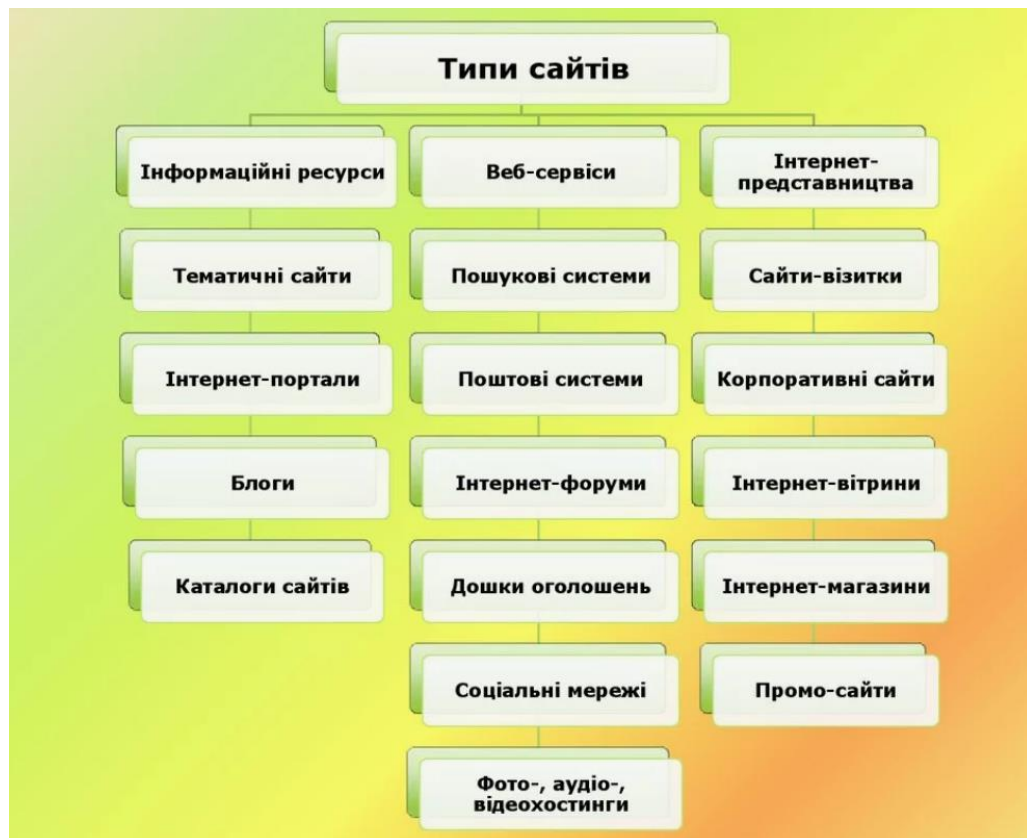 Типи сайтів
Інформаційні ресурси
Тематичні сайти
Інтернет-портали
Блоги
Каталоги сайтів
Веб-сервіси
Пошукові системи
Поштові системи
Інтернет-форуми
Дошки оголошень
Соціальні мережі
Фото-, аудіо-,
відеохостинги
Інтернет-
представництва
Сайти-візитки
Корпоративні сайти
Інтернет-вітрини
Інтернет-магазини
Промо-сайти